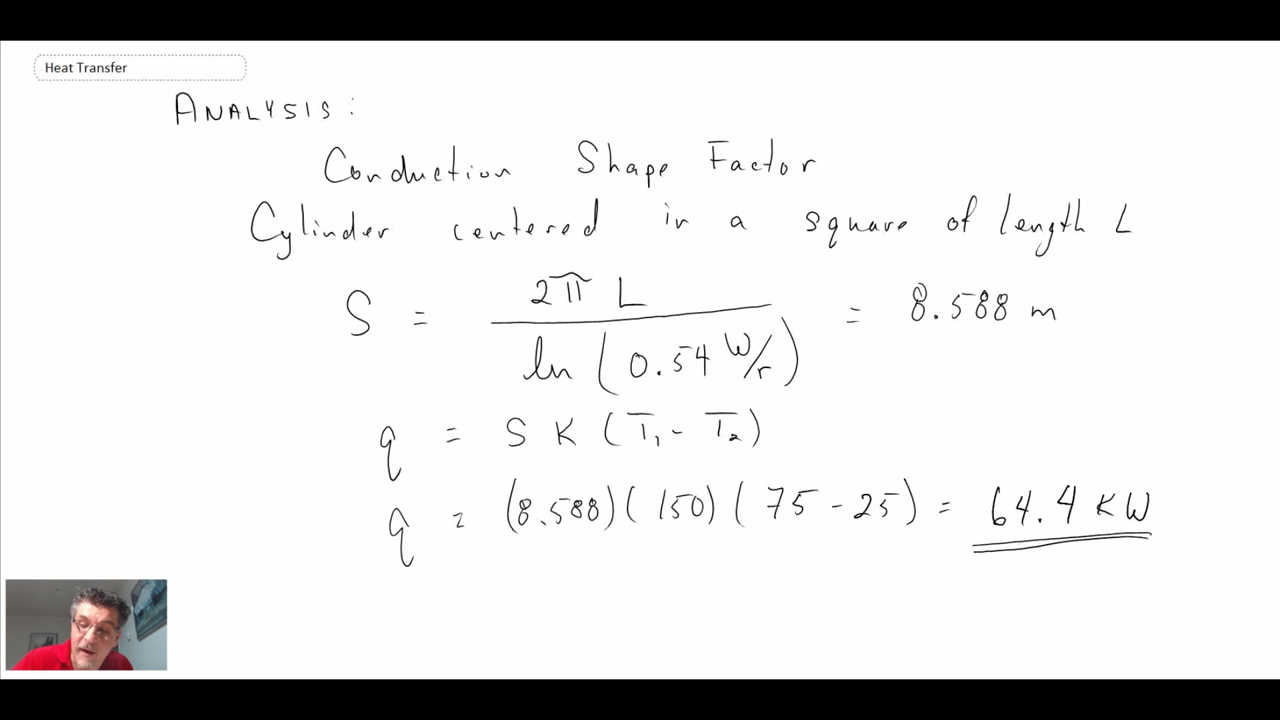 Heat Transfer
ANALYSIS:
Conduction Shape Factor
Cylinder centered in a square of length L
S = 2π L / ln (0.54 W/r) = 8.588 m
q = S K (T₁ - T₂)
q = (8.588)(150)(75-25) = 64.4 KW